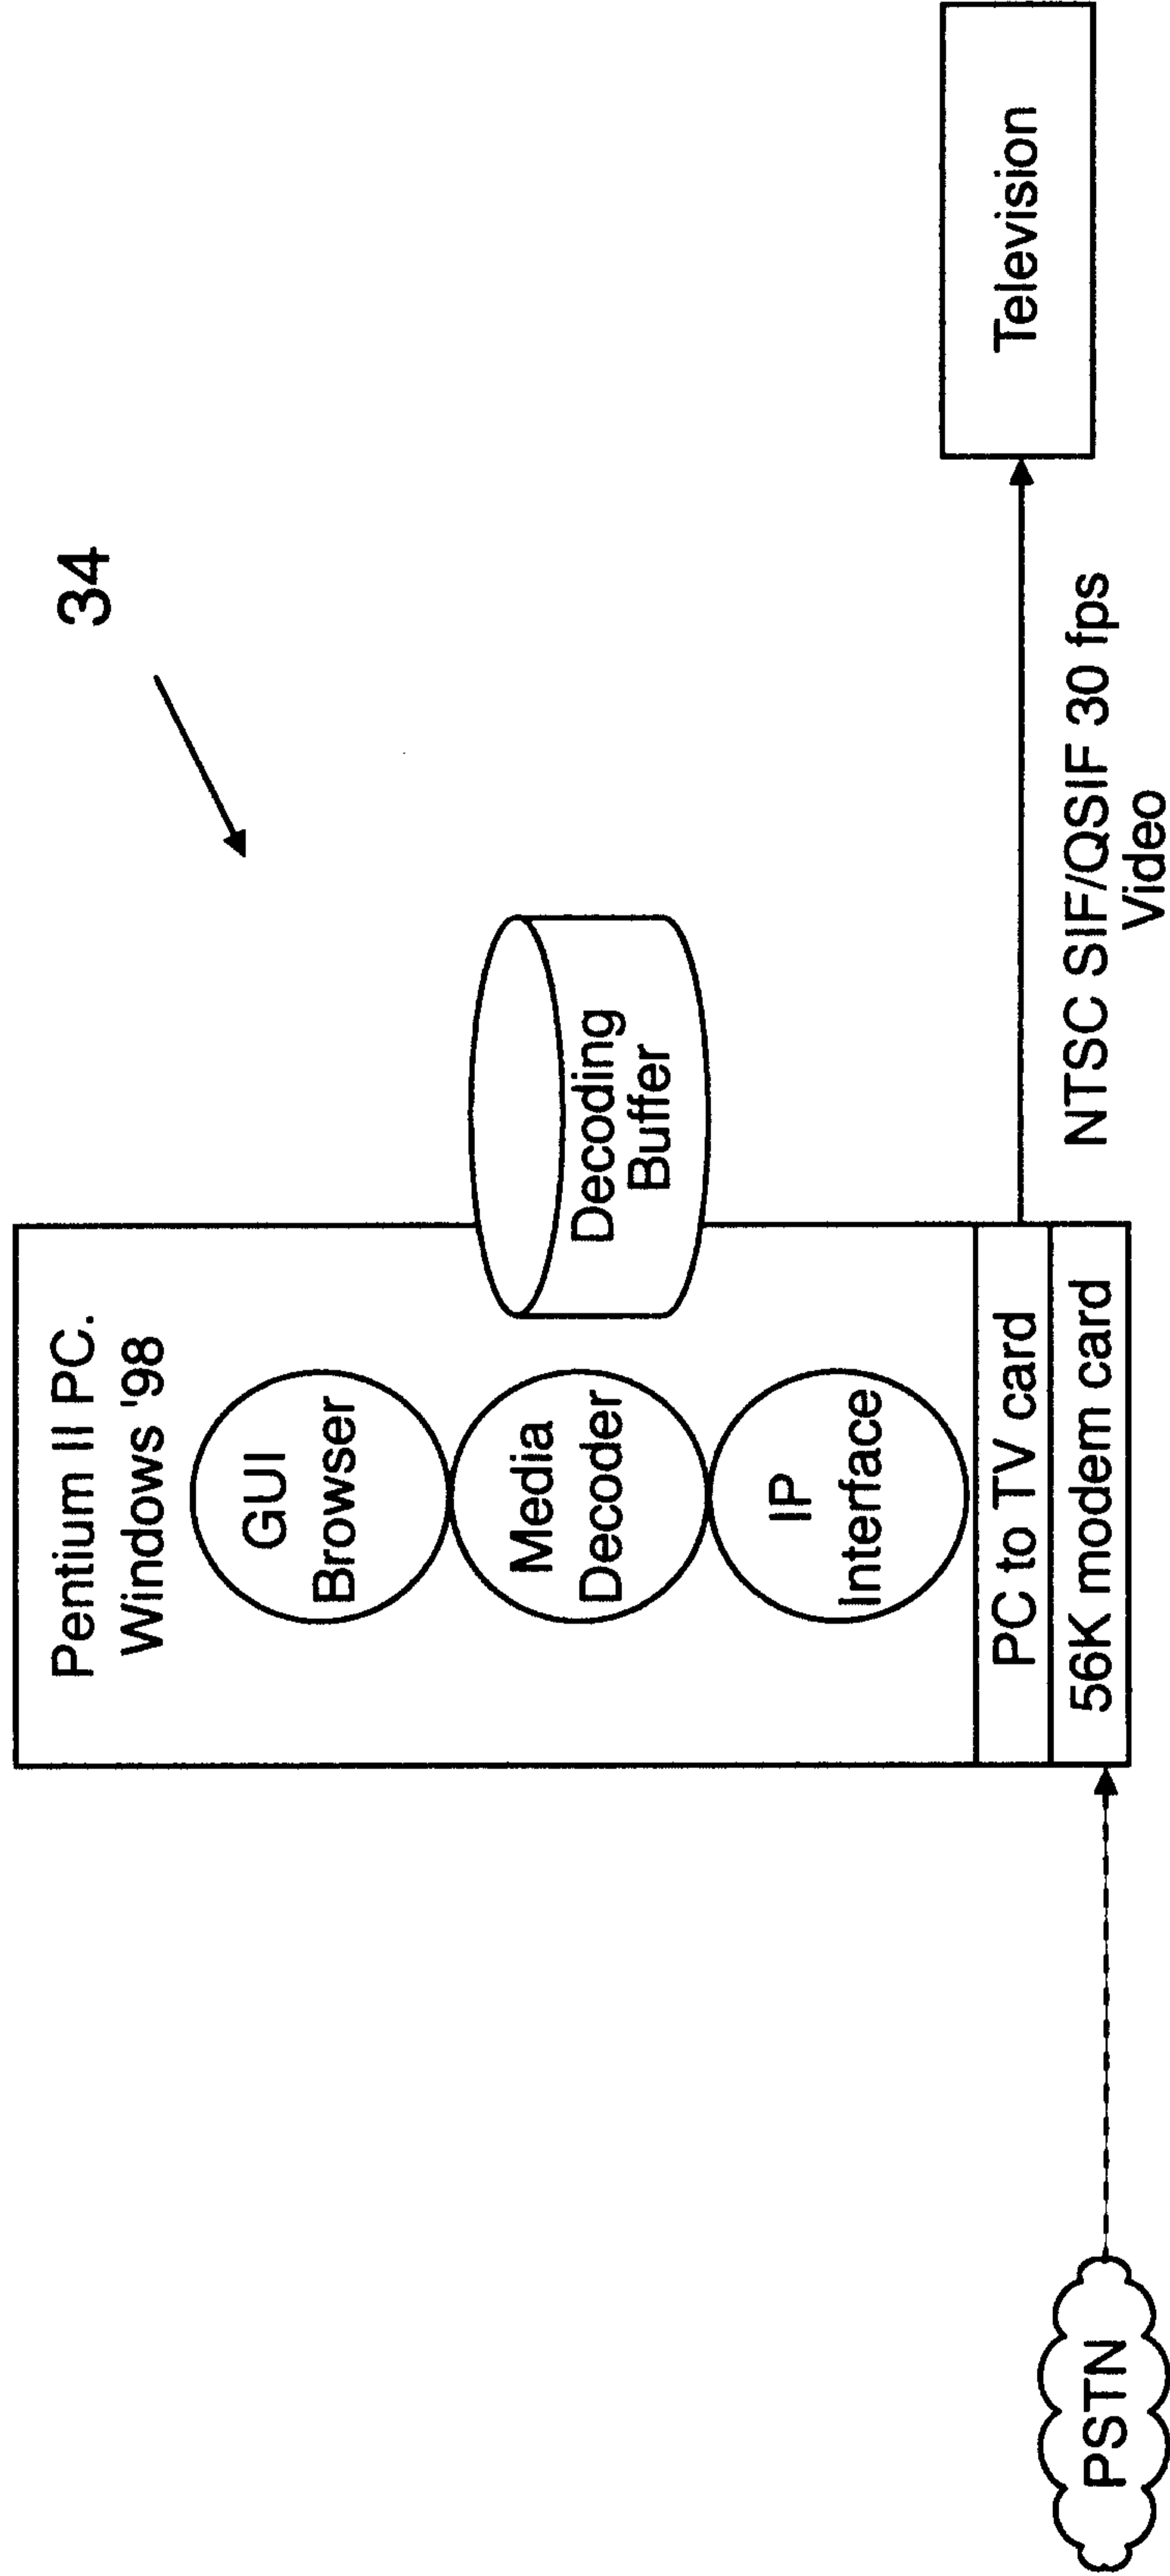 34
Pentium II PC.
Windows '98
GUI
Browser
Media
Decoder
IP
Interface
Decoding
Buffer
PC to TV card
56K modem card
PSTN
NTSC SIF/QSIF 30 fps
Video
Television